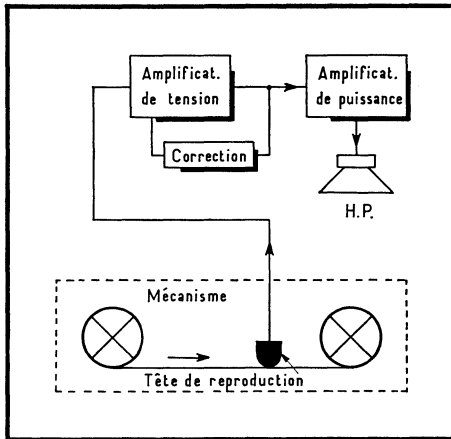 Amplificat.
de tension
Amplificat.
de puissance
Correction
H.P.
Mécanisme
Tête de reproduction